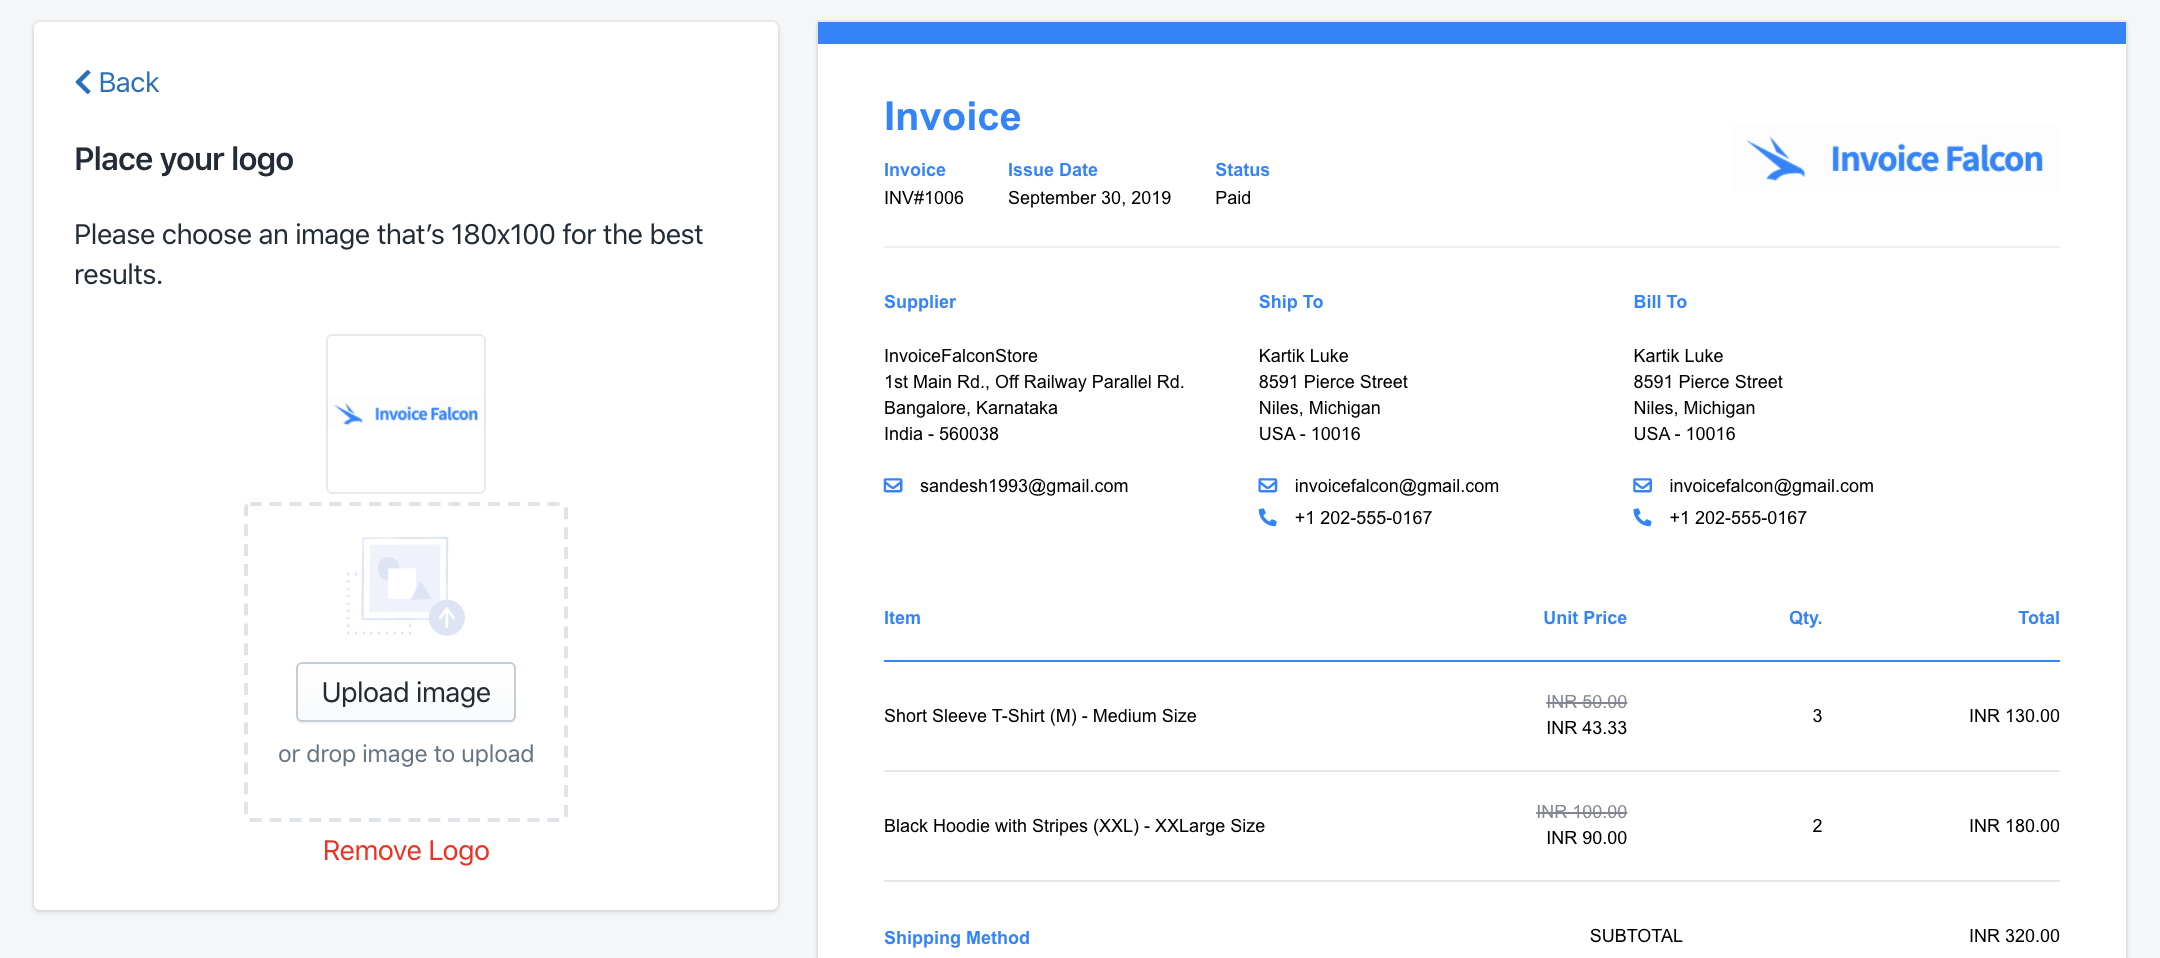 Back
Place your logo
Please choose an image that’s 180x100 for the best
results.
Invoice Falcon
Upload image
or drop image to upload
Remove Logo
Invoice
Invoice Falcon
Invoice Issue Date Status
INV#1006 September 30, 2019 Paid
Supplier Ship To Bill To
InvoiceFalconStore Kartik Luke Kartik Luke
1st Main Rd., Off Railway Parallel Rd. 8591 Pierce Street 8591 Pierce Street
Bangalore, Karnataka Niles, Michigan Niles, Michigan
India - 560038 USA - 10016 USA - 10016
sandesh1993@gmail.com invoicefalcon@gmail.com invoicefalcon@gmail.com
+1 202-555-0167 +1 202-555-0167
Item Unit Price Qty. Total
INR 50.00
Short Sleeve T-Shirt (M) - Medium Size 3 INR 130.00
INR 43.33
INR 100.00
Black Hoodie with Stripes (XXL) - XXLarge Size 2 INR 180.00
INR 90.00
Shipping Method SUBTOTAL INR 320.00